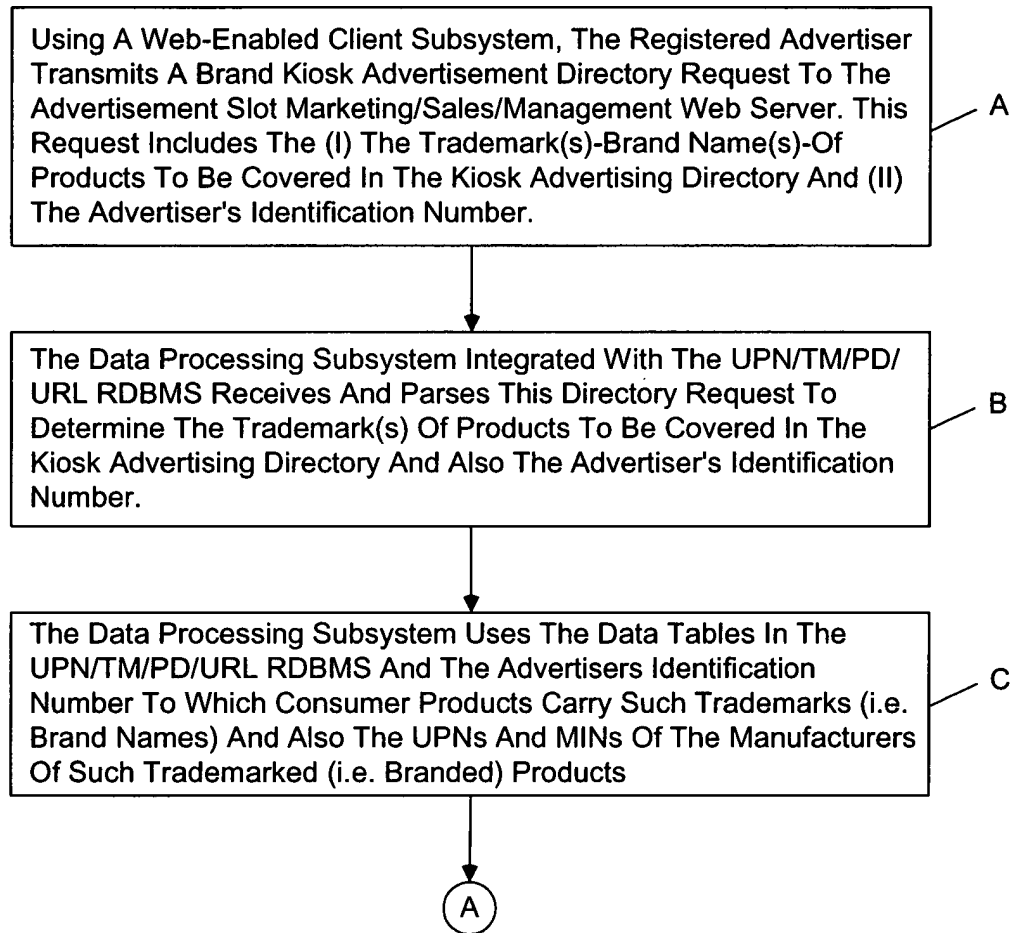 Using A Web-Enabled Client Subsystem, The Registered Advertiser
Transmits A Brand Kiosk Advertisement Directory Request To The
Advertisement Slot Marketing/Sales/Management Web Server. This
Request Includes The (I) The Trademark(s)-Brand Name(s)-Of
Products To Be Covered In The Kiosk Advertising Directory And (II)
The Advertiser's Identification Number.
A
The Data Processing Subsystem Integrated With The UPN/TM/PD/
URL RDBMS Receives And Parses This Directory Request To
Determine The Trademark(s) Of Products To Be Covered In The
Kiosk Advertising Directory And Also The Advertiser's Identification
Number.
B
The Data Processing Subsystem Uses The Data Tables In The
UPN/TM/PD/URL RDBMS And The Advertisers Identification
Number To Which Consumer Products Carry Such Trademarks (i.e.
Brand Names) And Also The UPNs And MINs Of The Manufacturers
Of Such Trademarked (i.e. Branded) Products
C
A